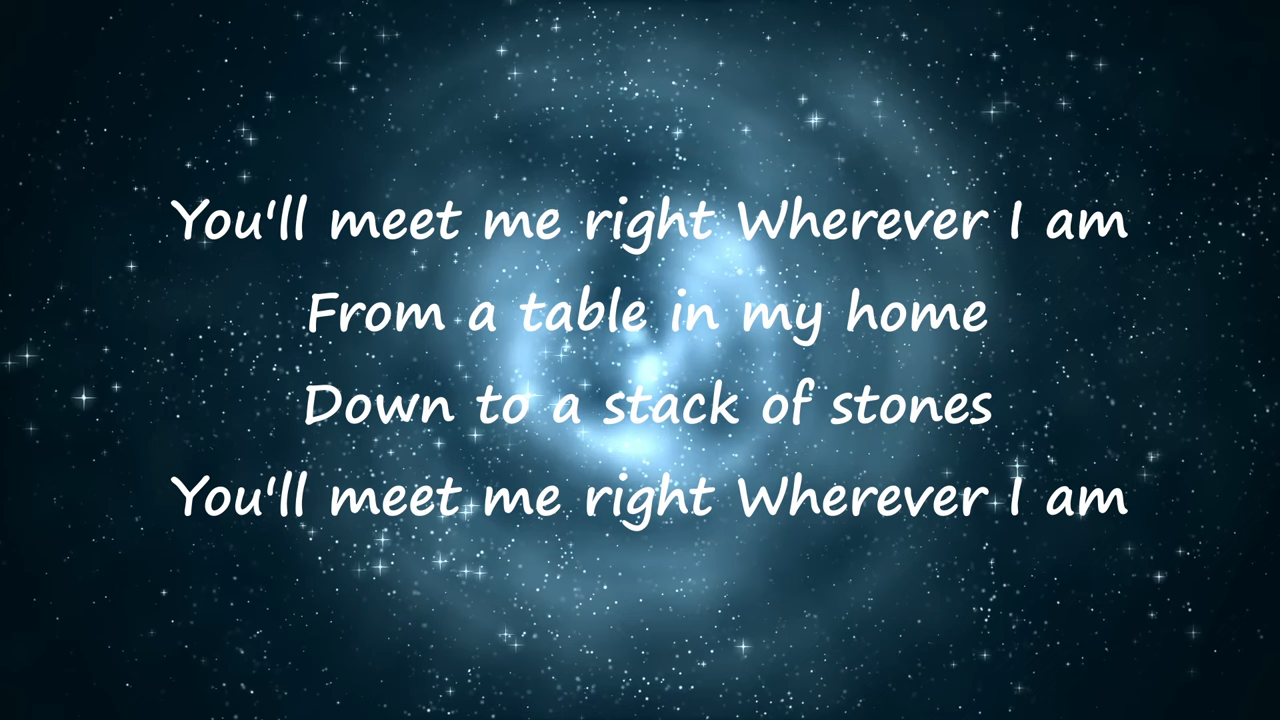 You'll meet me right Wherever I am
From a table in my home
Down to a stack of stones
You'll meet me right Wherever I am